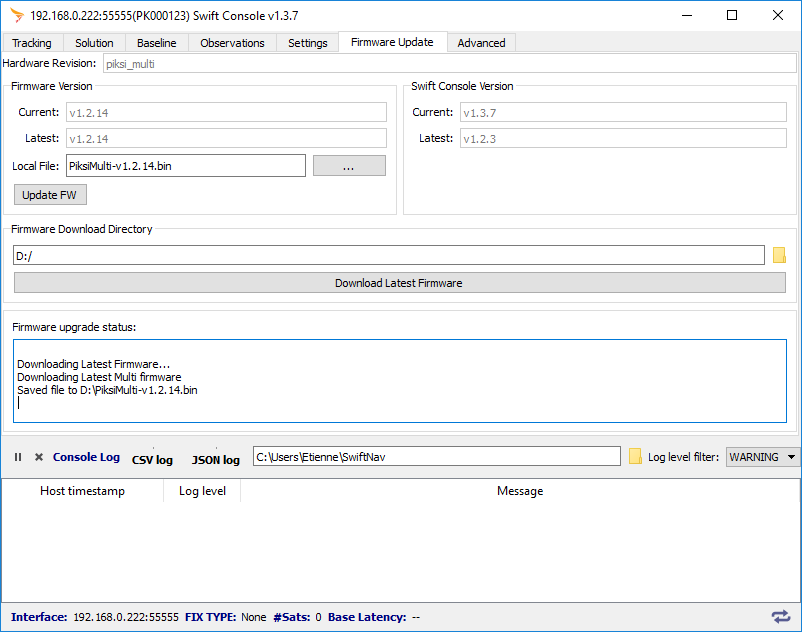 192.168.0.222:55555(PK000123) Swift Console v1.3.7
Tracking Solution Baseline Observations Settings Firmware Update Advanced
Hardware Revision: piksi_multi
Firmware Version
Current: v1.2.14
Latest: v1.2.14
Local File: PiksiMulti-v1.2.14.bin ...
Update FW
Swift Console Version
Current: v1.3.7
Latest: v1.2.3
Firmware Download Directory
D:/
Download Latest Firmware
Firmware upgrade status:
Downloading Latest Firmware...
Downloading Latest Multi firmware
Saved file to D:\PiksiMulti-v1.2.14.bin
Console Log CSV log JSON log C:\Users\Etienne\SwiftNav Log level filter: WARNING
Host timestamp Log level Message
Interface: 192.168.0.222:55555 FIX TYPE: None #Sats: 0 Base Latency: --